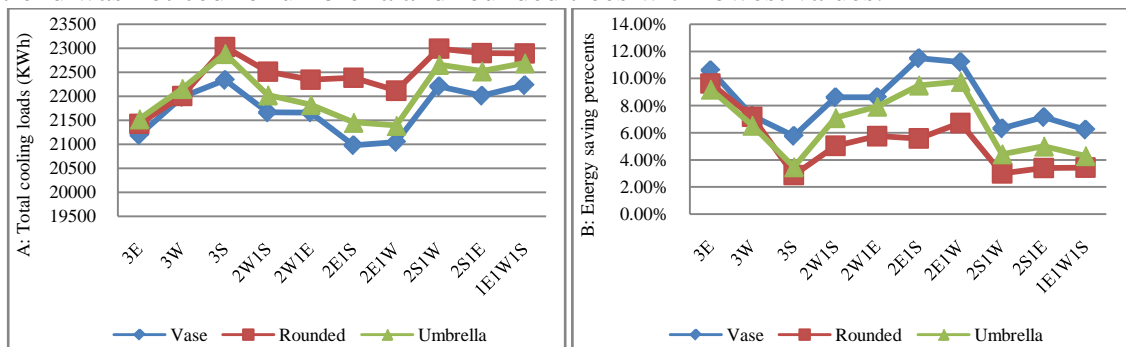 A: Total cooling loads (KWh)
23500
23000
22500
22000
21500
21000
20500
20000
19500
3E
3W
3S
2W1S
2W1E
2E1S
2E1W
2S1W
2S1E
1E1W1S
Vase
Rounded
Umbrella
B: Energy saving precents
14.00%
12.00%
10.00%
8.00%
6.00%
4.00%
2.00%
0.00%
3E
3W
3S
2W1S
2W1E
2E1S
2E1W
2S1W
2S1E
1E1W1S
Vase
Rounded
Umbrella